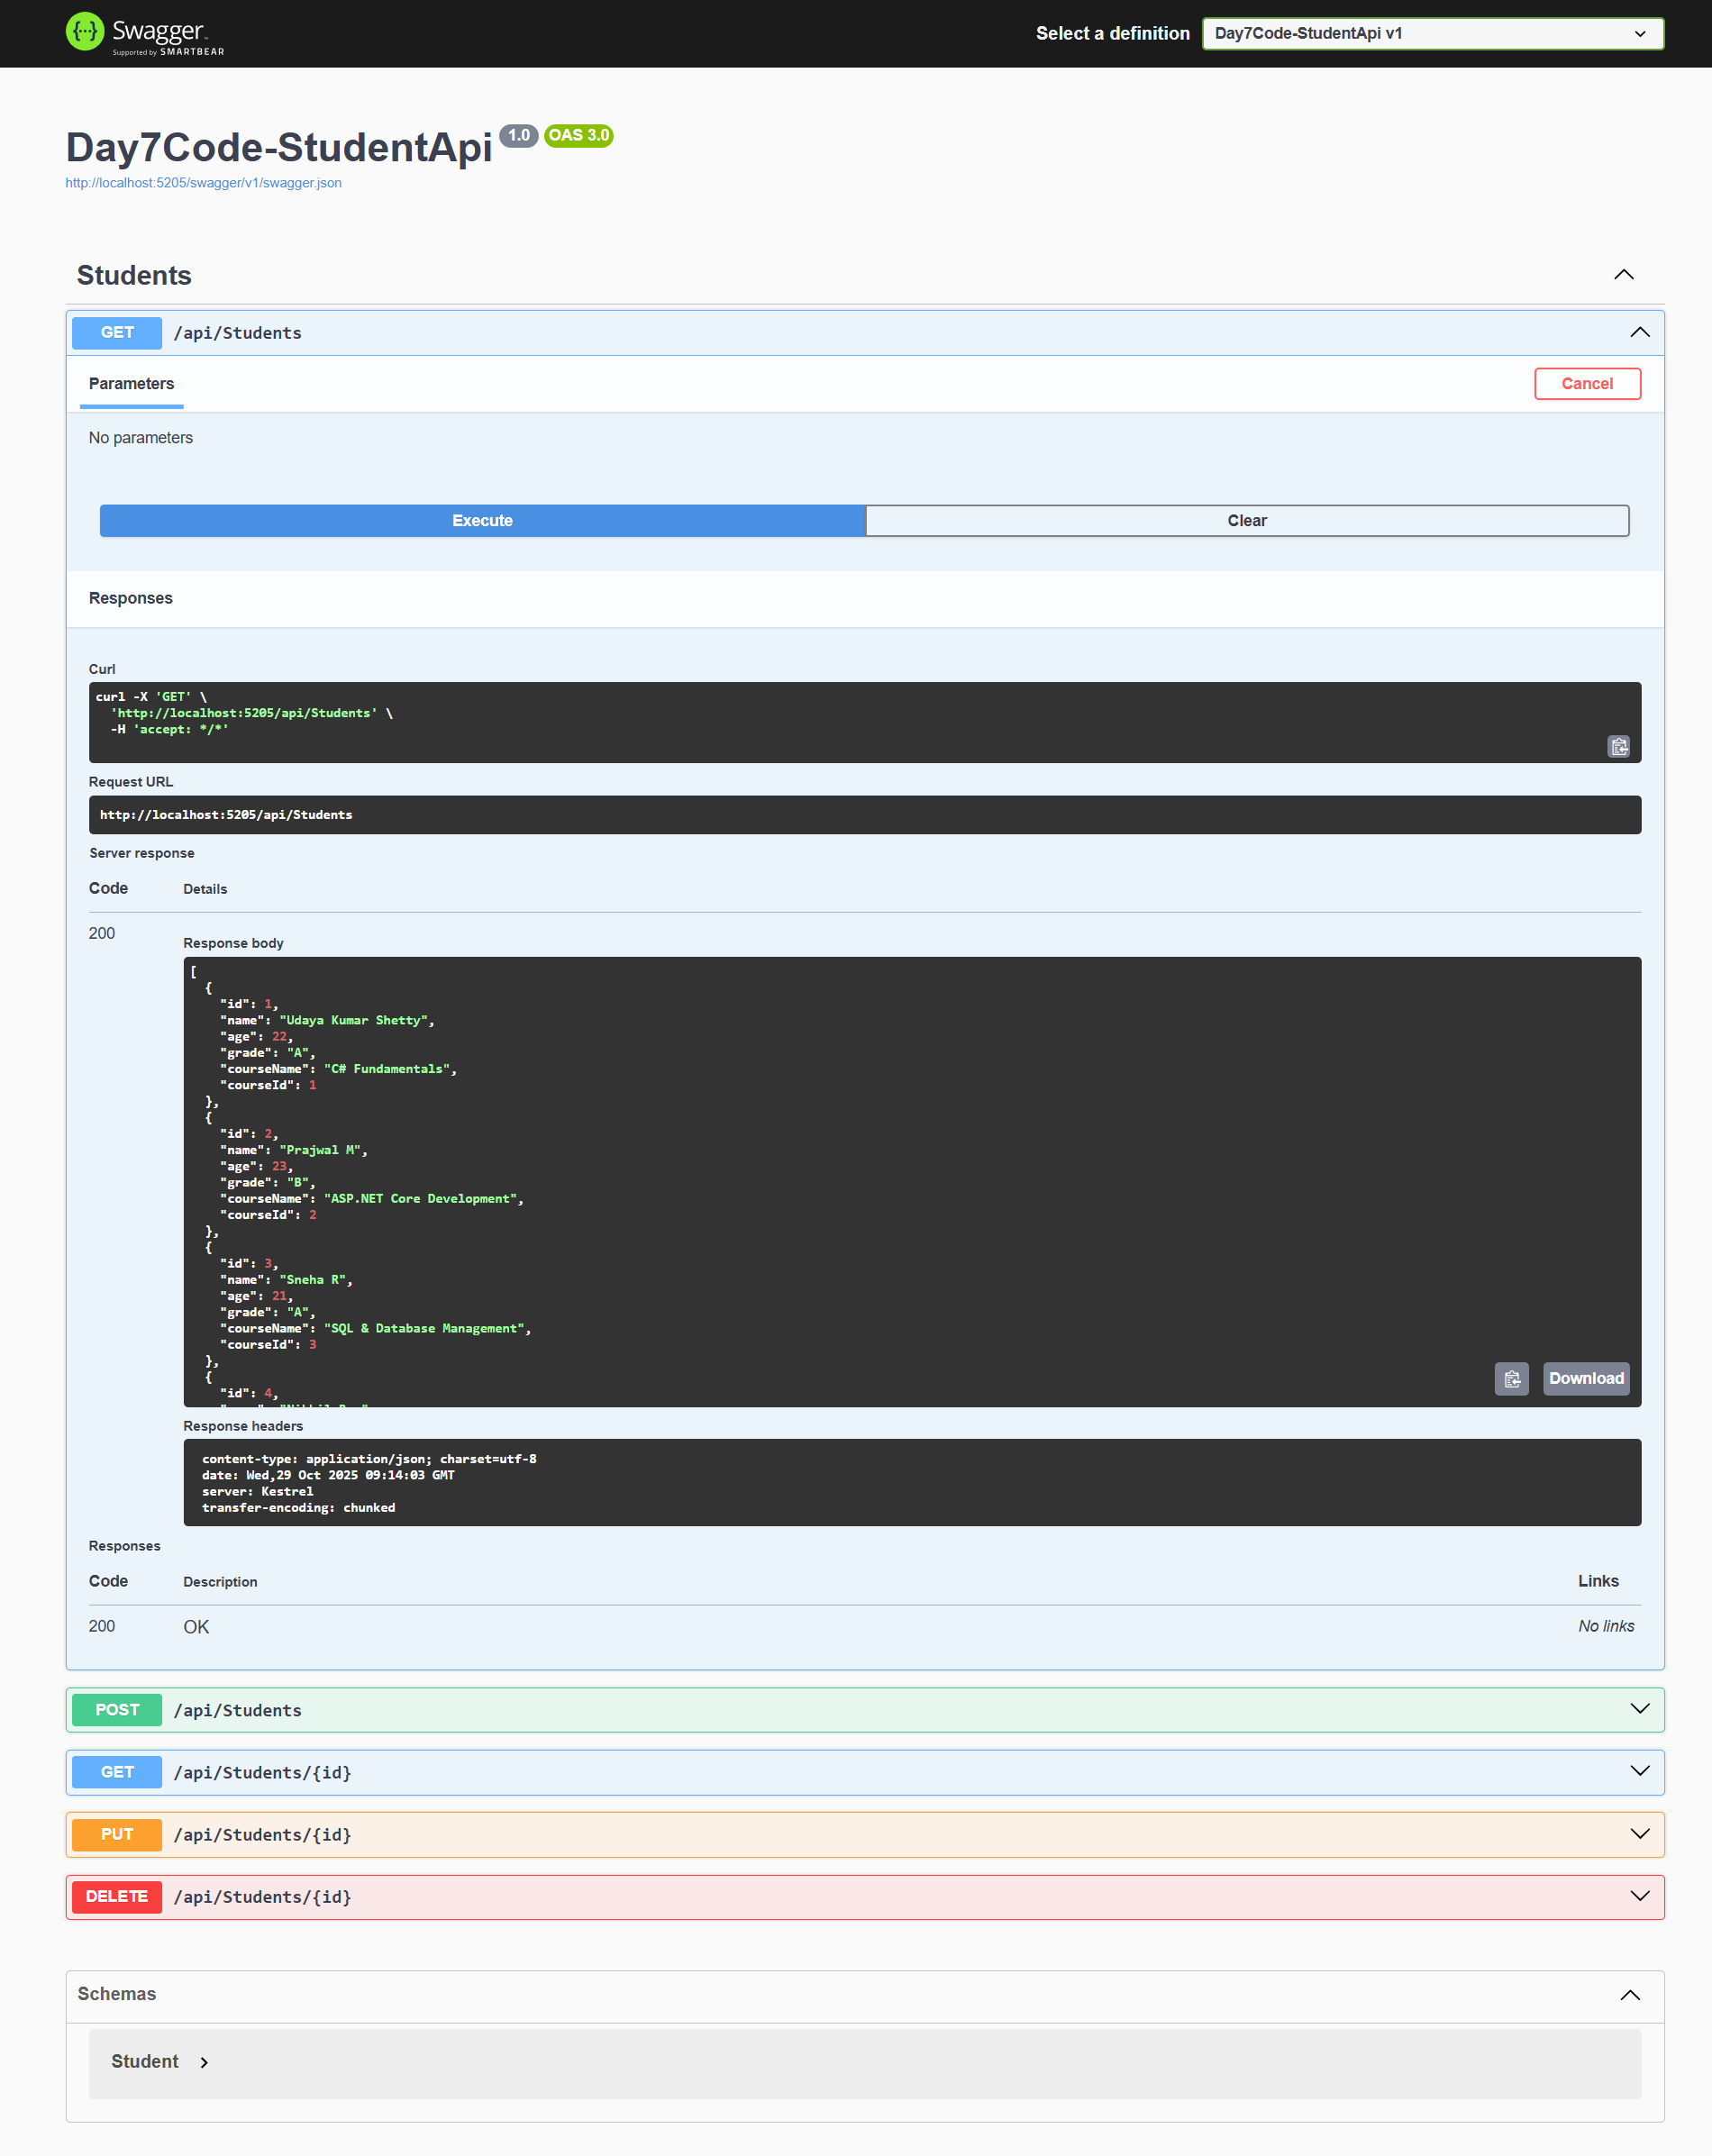 Swagger
Supported by SMARTBEAR
Select a definition
Day7Code-StudentApi v1
Day7Code-StudentApi 1.0 OAS 3.0
http://localhost:5205/swagger/v1/swagger.json
Students
GET /api/Students
Parameters
Cancel
No parameters
Execute
Clear
Responses
Curl
curl -X 'GET' \
  'http://localhost:5205/api/Students' \
  -H 'accept: */*'
Request URL
http://localhost:5205/api/Students
Server response
Code Details
200
Response body
[
  {
    "id": 1,
    "name": "Udaya Kumar Shetty",
    "age": 22,
    "grade": "A",
    "courseName": "C# Fundamentals",
    "courseId": 1
  },
  {
    "id": 2,
    "name": "Prajwal M",
    "age": 23,
    "grade": "B",
    "courseName": "ASP.NET Core Development",
    "courseId": 2
  },
  {
    "id": 3,
    "name": "Sneha R",
    "age": 21,
    "grade": "A",
    "courseName": "SQL & Database Management",
    "courseId": 3
  },
  {
    "id": 4,
Download
Response headers
content-type: application/json; charset=utf-8
date: Wed,29 Oct 2025 09:14:03 GMT
server: Kestrel
transfer-encoding: chunked
Responses
Code Description Links
200 OK No links
POST /api/Students
GET /api/Students/{id}
PUT /api/Students/{id}
DELETE /api/Students/{id}
Schemas
Student